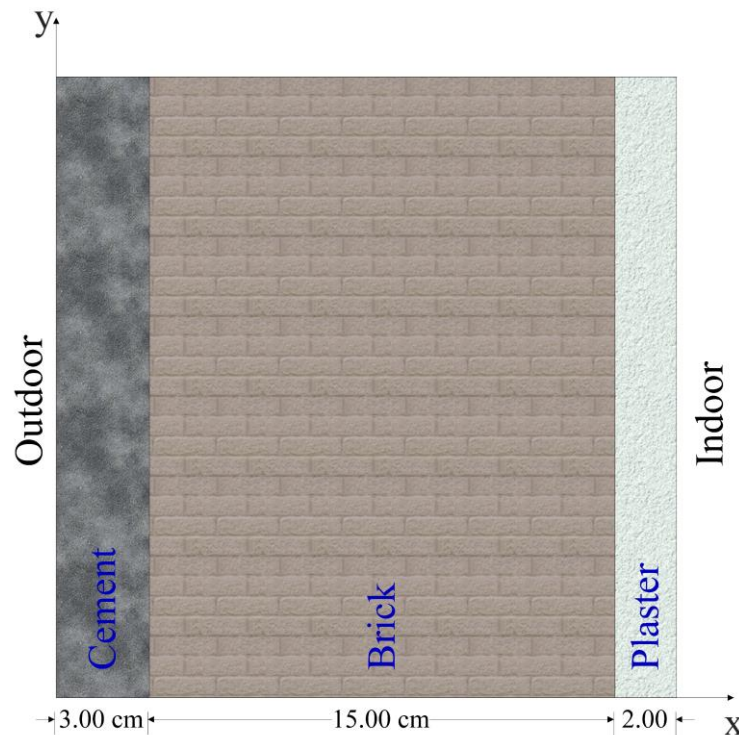 y
Outdoor
Cement
Brick
Plaster
Indoor
3.00 cm
15.00 cm
2.00
x